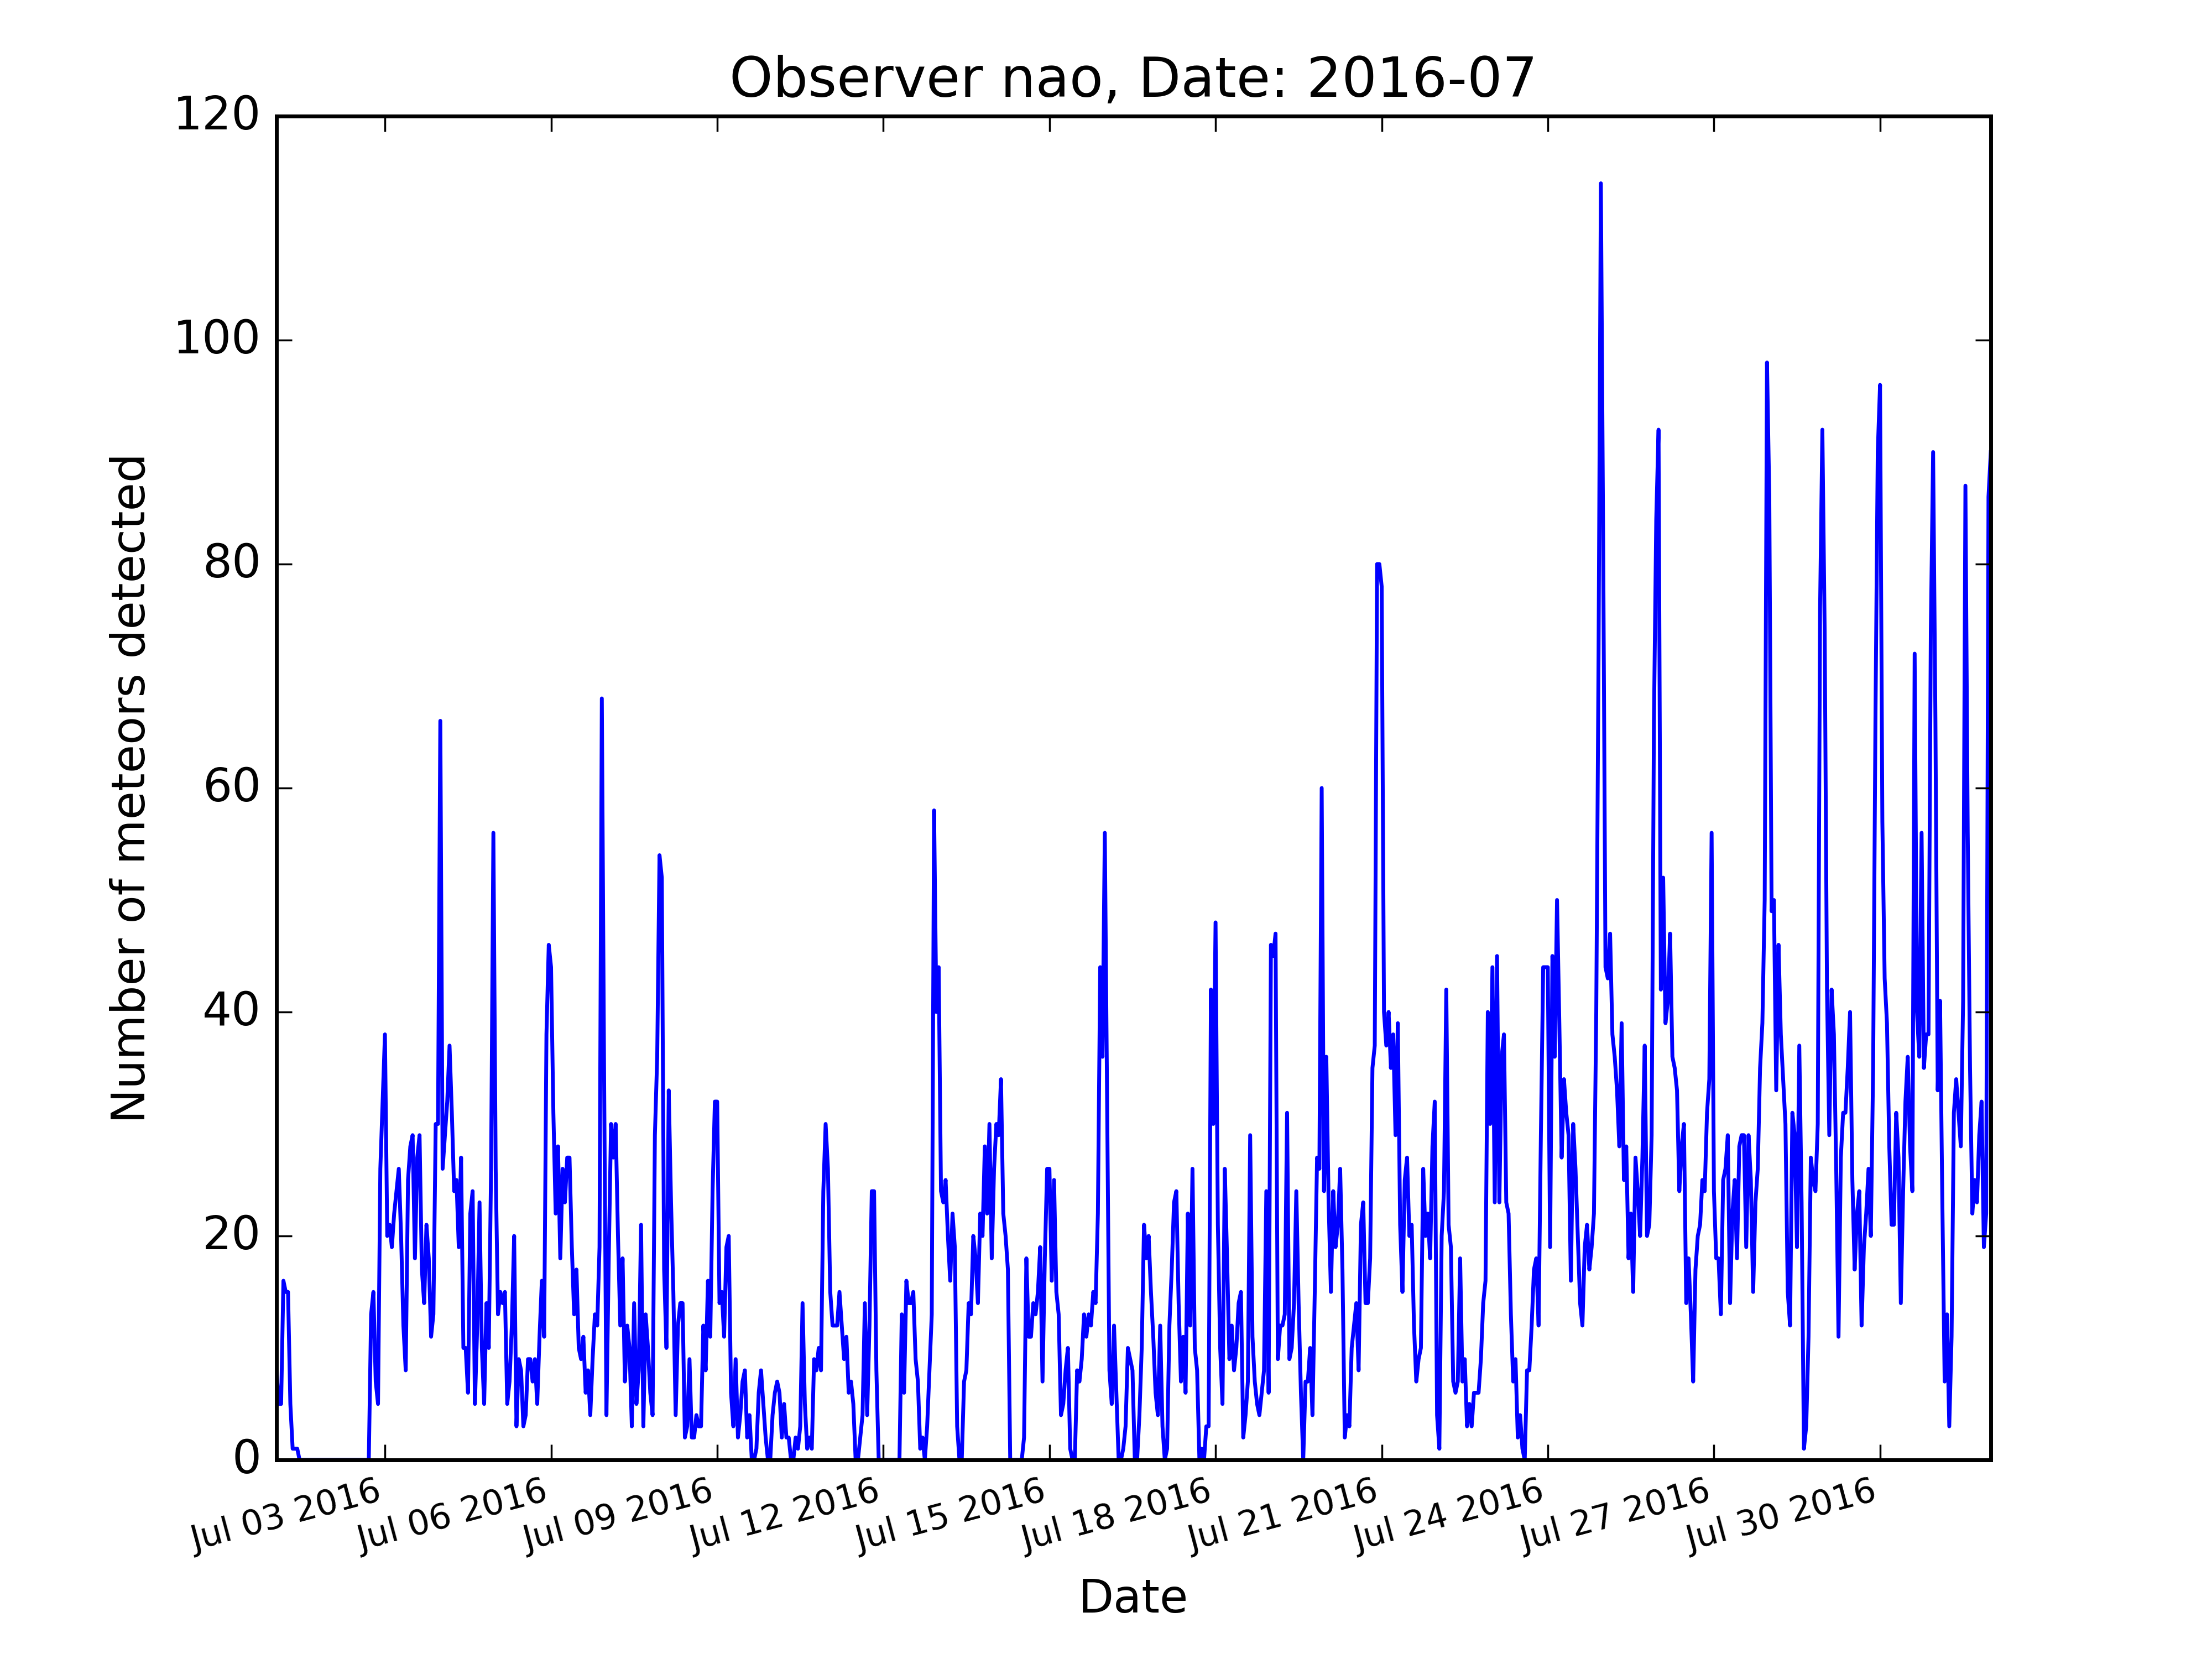 Observer nao, Date: 2016-07
120
100
80
60
40
20
0
Number of meteors detected
Jul 03 2016
Jul 06 2016
Jul 09 2016
Jul 12 2016
Jul 15 2016
Jul 18 2016
Jul 21 2016
Jul 24 2016
Jul 27 2016
Jul 30 2016
Date